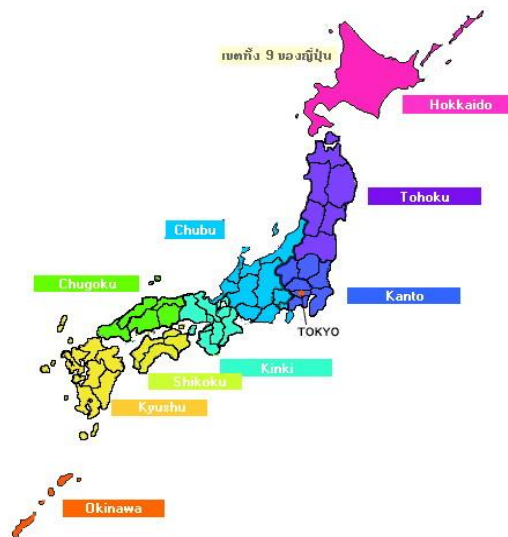 เขตทั้ง 9 ของญี่ปุ่น
Hokkaido
Tohoku
Chubu
Chugoku
Kanto
TOKYO
Kinki
Shikoku
Kyushu
Okinawa